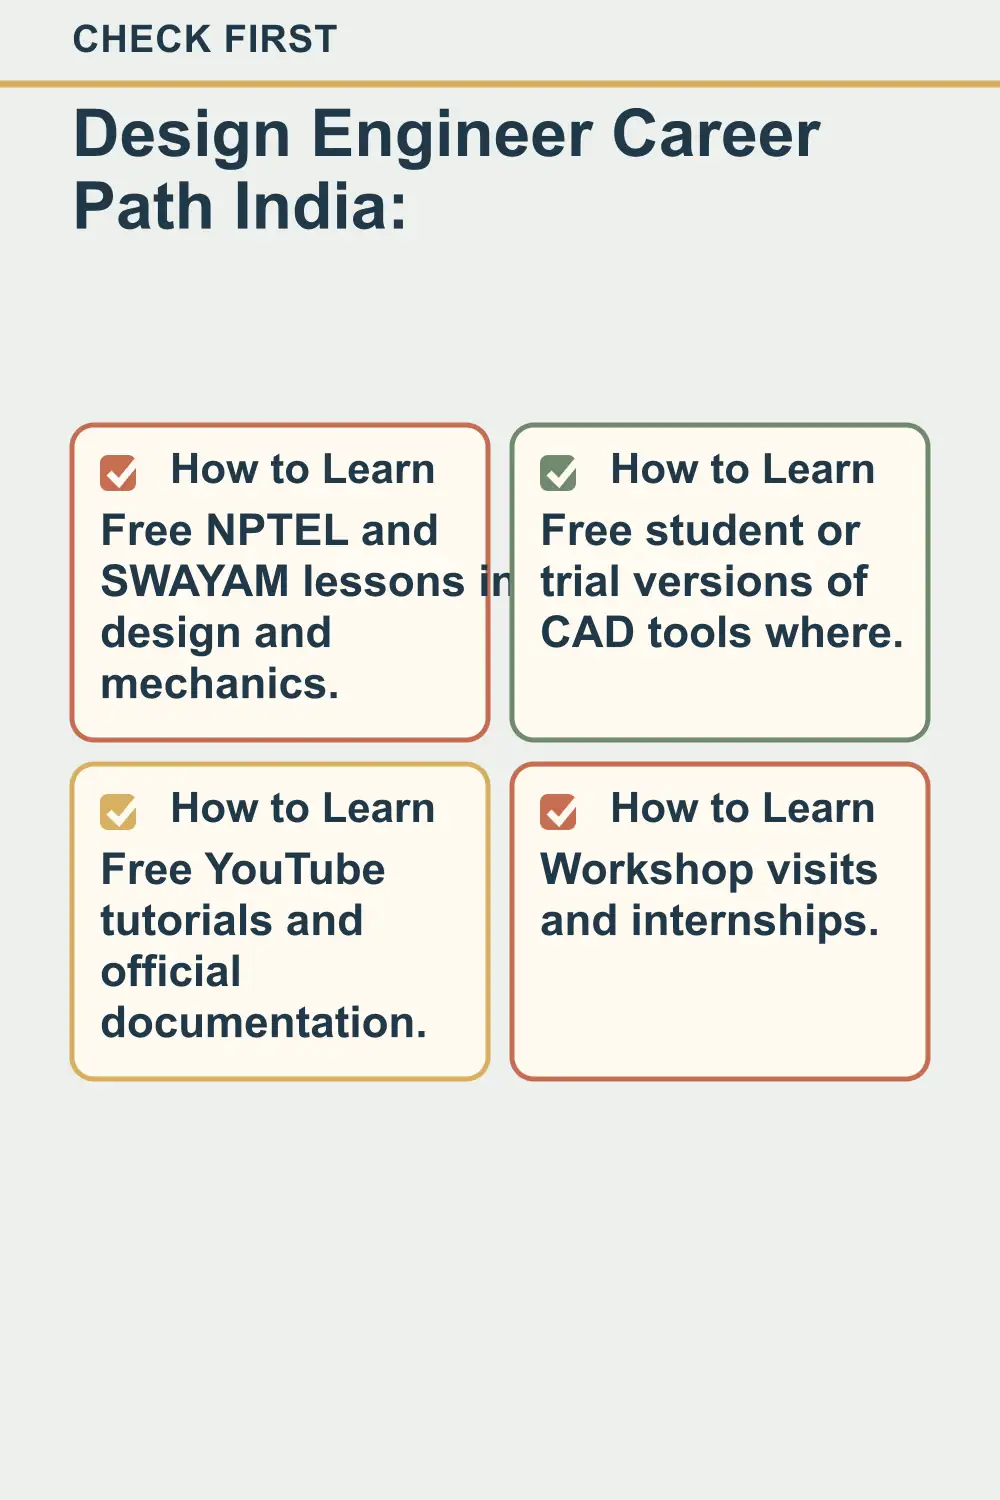 CHECK FIRST
Design Engineer Career
Path India:
How to Learn
Free NPTEL and
SWAYAM lessons in
design and
mechanics.
How to Learn
Free student or
trial versions of
CAD tools where.
How to Learn
Free YouTube
tutorials and
official
documentation.
How to Learn
Workshop visits
and internships.